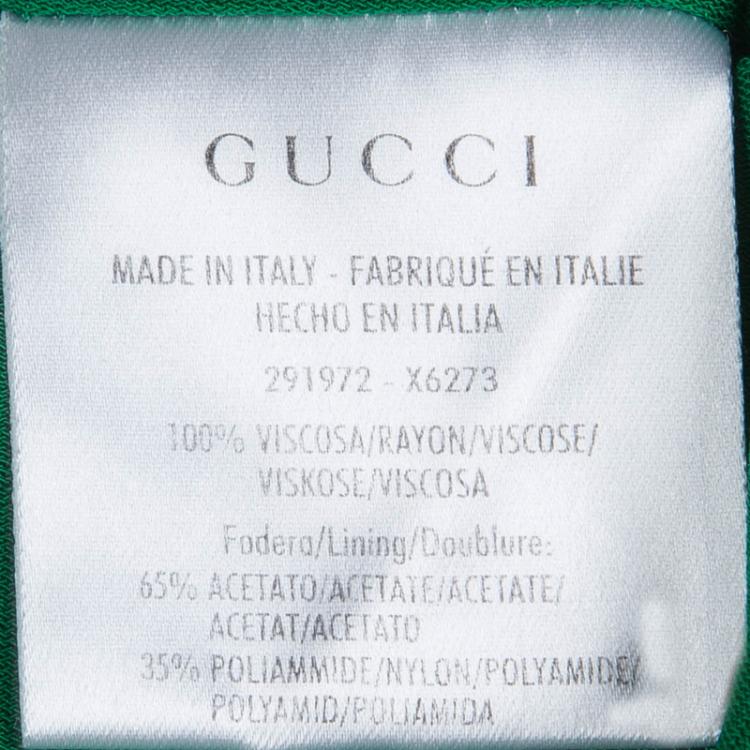 GUCCI
MADE IN ITALY - FABRIQUÉ EN ITALIE
HECHO EN ITALIA
291972 - X6273
100% VISCOSA/RAYON/VISCOSE/
VISKOSE/VISCOSA
Fodera/Lining/Doublure:
65% ACETATO/ACETATE/ACETATE/
ACETAT/ACETATO
35% POLIAMMIDE/NYLON/POLYAMIDE/
POLYAMID/POLIAMIDA